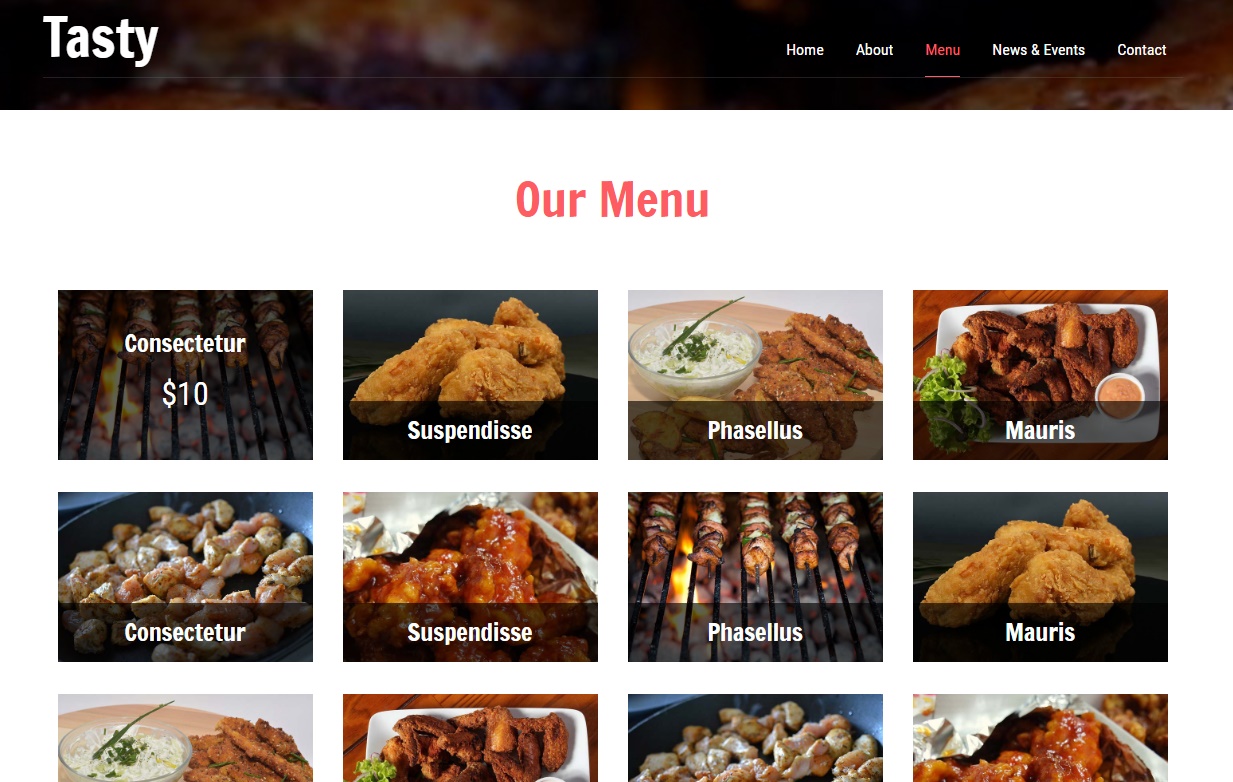 Tasty
Home About Menu News & Events Contact
Our Menu
Consectetur
$10
Suspendisse
Phasellus
Mauris
Consectetur
Suspendisse
Phasellus
Mauris